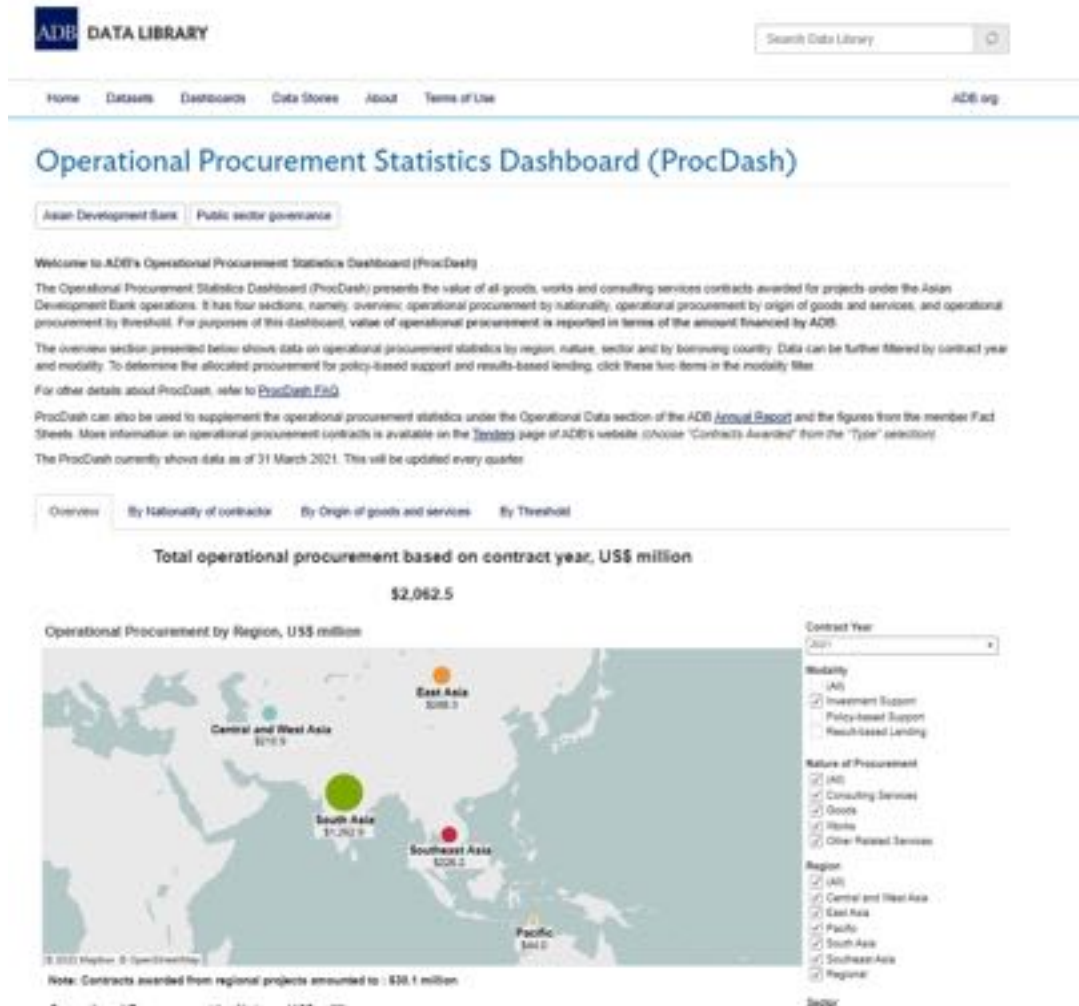 ADB DATA LIBRARY
Search Data Library
Home Datasets Dashboards Data Stories About Terms of Use ADB.org
Operational Procurement Statistics Dashboard (ProcDash)
Asian Development Bank Public sector governance
Welcome to ADB's Operational Procurement Statistics Dashboard (ProcDash)
The Operational Procurement Statistics Dashboard (ProcDash) presents the value of all goods, works and consulting services contracts awarded for projects under the Asian
Development Bank operations. It has four sections, namely, overview, operational procurement by nationality, operational procurement by origin of goods and services, and operational
procurement by threshold. For purposes of this dashboard, value of operational procurement is reported in terms of the amount financed by ADB.
The overview section presented below shows data on operational procurement statistics by region, nature, sector and by borrowing country. Data can be further filtered by contract year
and modality. To determine the allocated procurement for policy-based support and results-based lending, click these two items in the modality filter.
For other details about ProcDash, refer to ProcDash FAQ.
ProcDash can also be used to supplement the operational procurement statistics under the Operational Data section of the ADB Annual Report and the figures from the member Fact
Sheets. More information on operational procurement contracts is available on the Tenders page of ADB's website (choose "Contracts Awarded" from the "Type" selection)
The ProcDash currently shows data as of 31 March 2021. This will be updated every quarter.
Overview By Nationality of contractor By Origin of goods and services By Threshold
Total operational procurement based on contract year, US$ million
$2,062.5
Operational Procurement by Region, US$ million
Contract Year
2021
Modality
(All)
Investment Support
Policy-based Support
Result-based Lending
Nature of Procurement
(All)
Consulting Services
Goods
Works
Other Related Services
Region
(All)
Central and West Asia
East Asia
Pacific
South Asia
Southeast Asia
Regional
Sector
East Asia
Central and West Asia
South Asia
Southeast Asia
Pacific
$44.0
© 2021 Mapbox © OpenStreetMap
Note: Contracts awarded from regional projects amounted to : $30.1 million